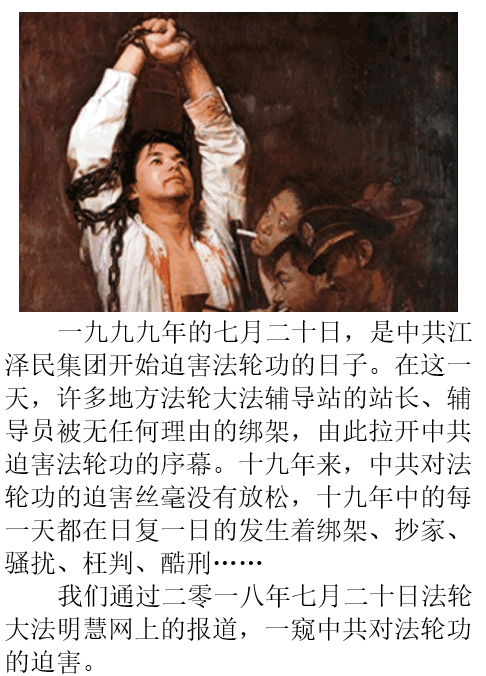 一九九九年的七月二十日，是中共江
泽民集团开始迫害法轮功的日子。在这一
天，许多地方法轮大法辅导站的站长、辅
导员被无任何理由的绑架，由此拉开中共
迫害法轮功的序幕。十九年来，中共对法
轮功的迫害丝毫没有放松，十九年中的每
一天都在日复一日的发生着绑架、抄家、
骚扰、枉判、酷刑……
我们通过二零一八年七月二十日法轮
大法明慧网上的报道，一窥中共对法轮功
的迫害。